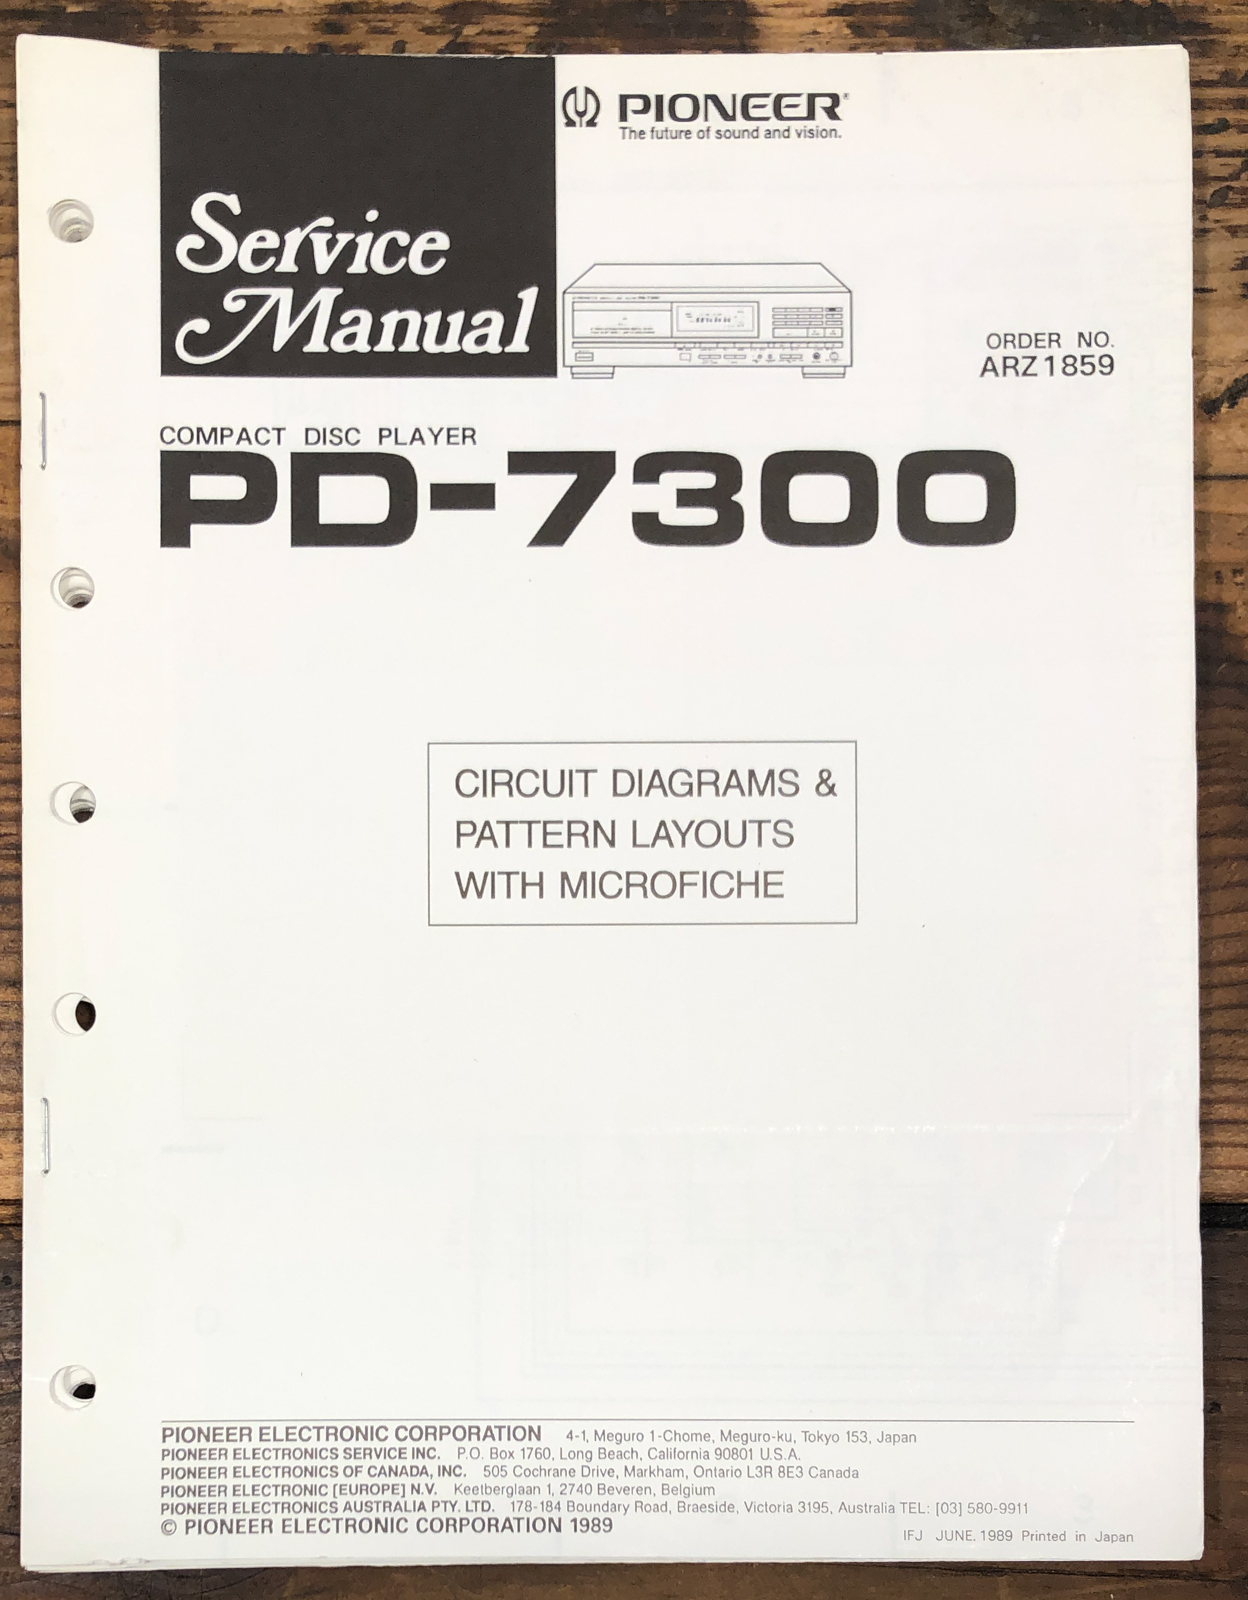 PIONEER®
The future of sound and vision.
Service
Manual
ORDER NO.
ARZ1859
COMPACT DISC PLAYER
PD-7300
CIRCUIT DIAGRAMS &
PATTERN LAYOUTS
WITH MICROFICHE
PIONEER ELECTRONIC CORPORATION 4-1, Meguro 1-Chome, Meguro-ku, Tokyo 153, Japan
PIONEER ELECTRONICS SERVICE INC. P.O. Box 1760, Long Beach, California 90801 U.S.A.
PIONEER ELECTRONICS OF CANADA, INC. 505 Cochrane Drive, Markham, Ontario L3R 8E3 Canada
PIONEER ELECTRONIC [EUROPE] N.V. Keetberglaan 1, 2740 Beveren, Belgium
PIONEER ELECTRONICS AUSTRALIA PTY. LTD. 178-184 Boundary Road, Braeside, Victoria 3195, Australia TEL: [03] 580-9911
© PIONEER ELECTRONIC CORPORATION 1989
IFJ JUNE. 1989 Printed in Japan